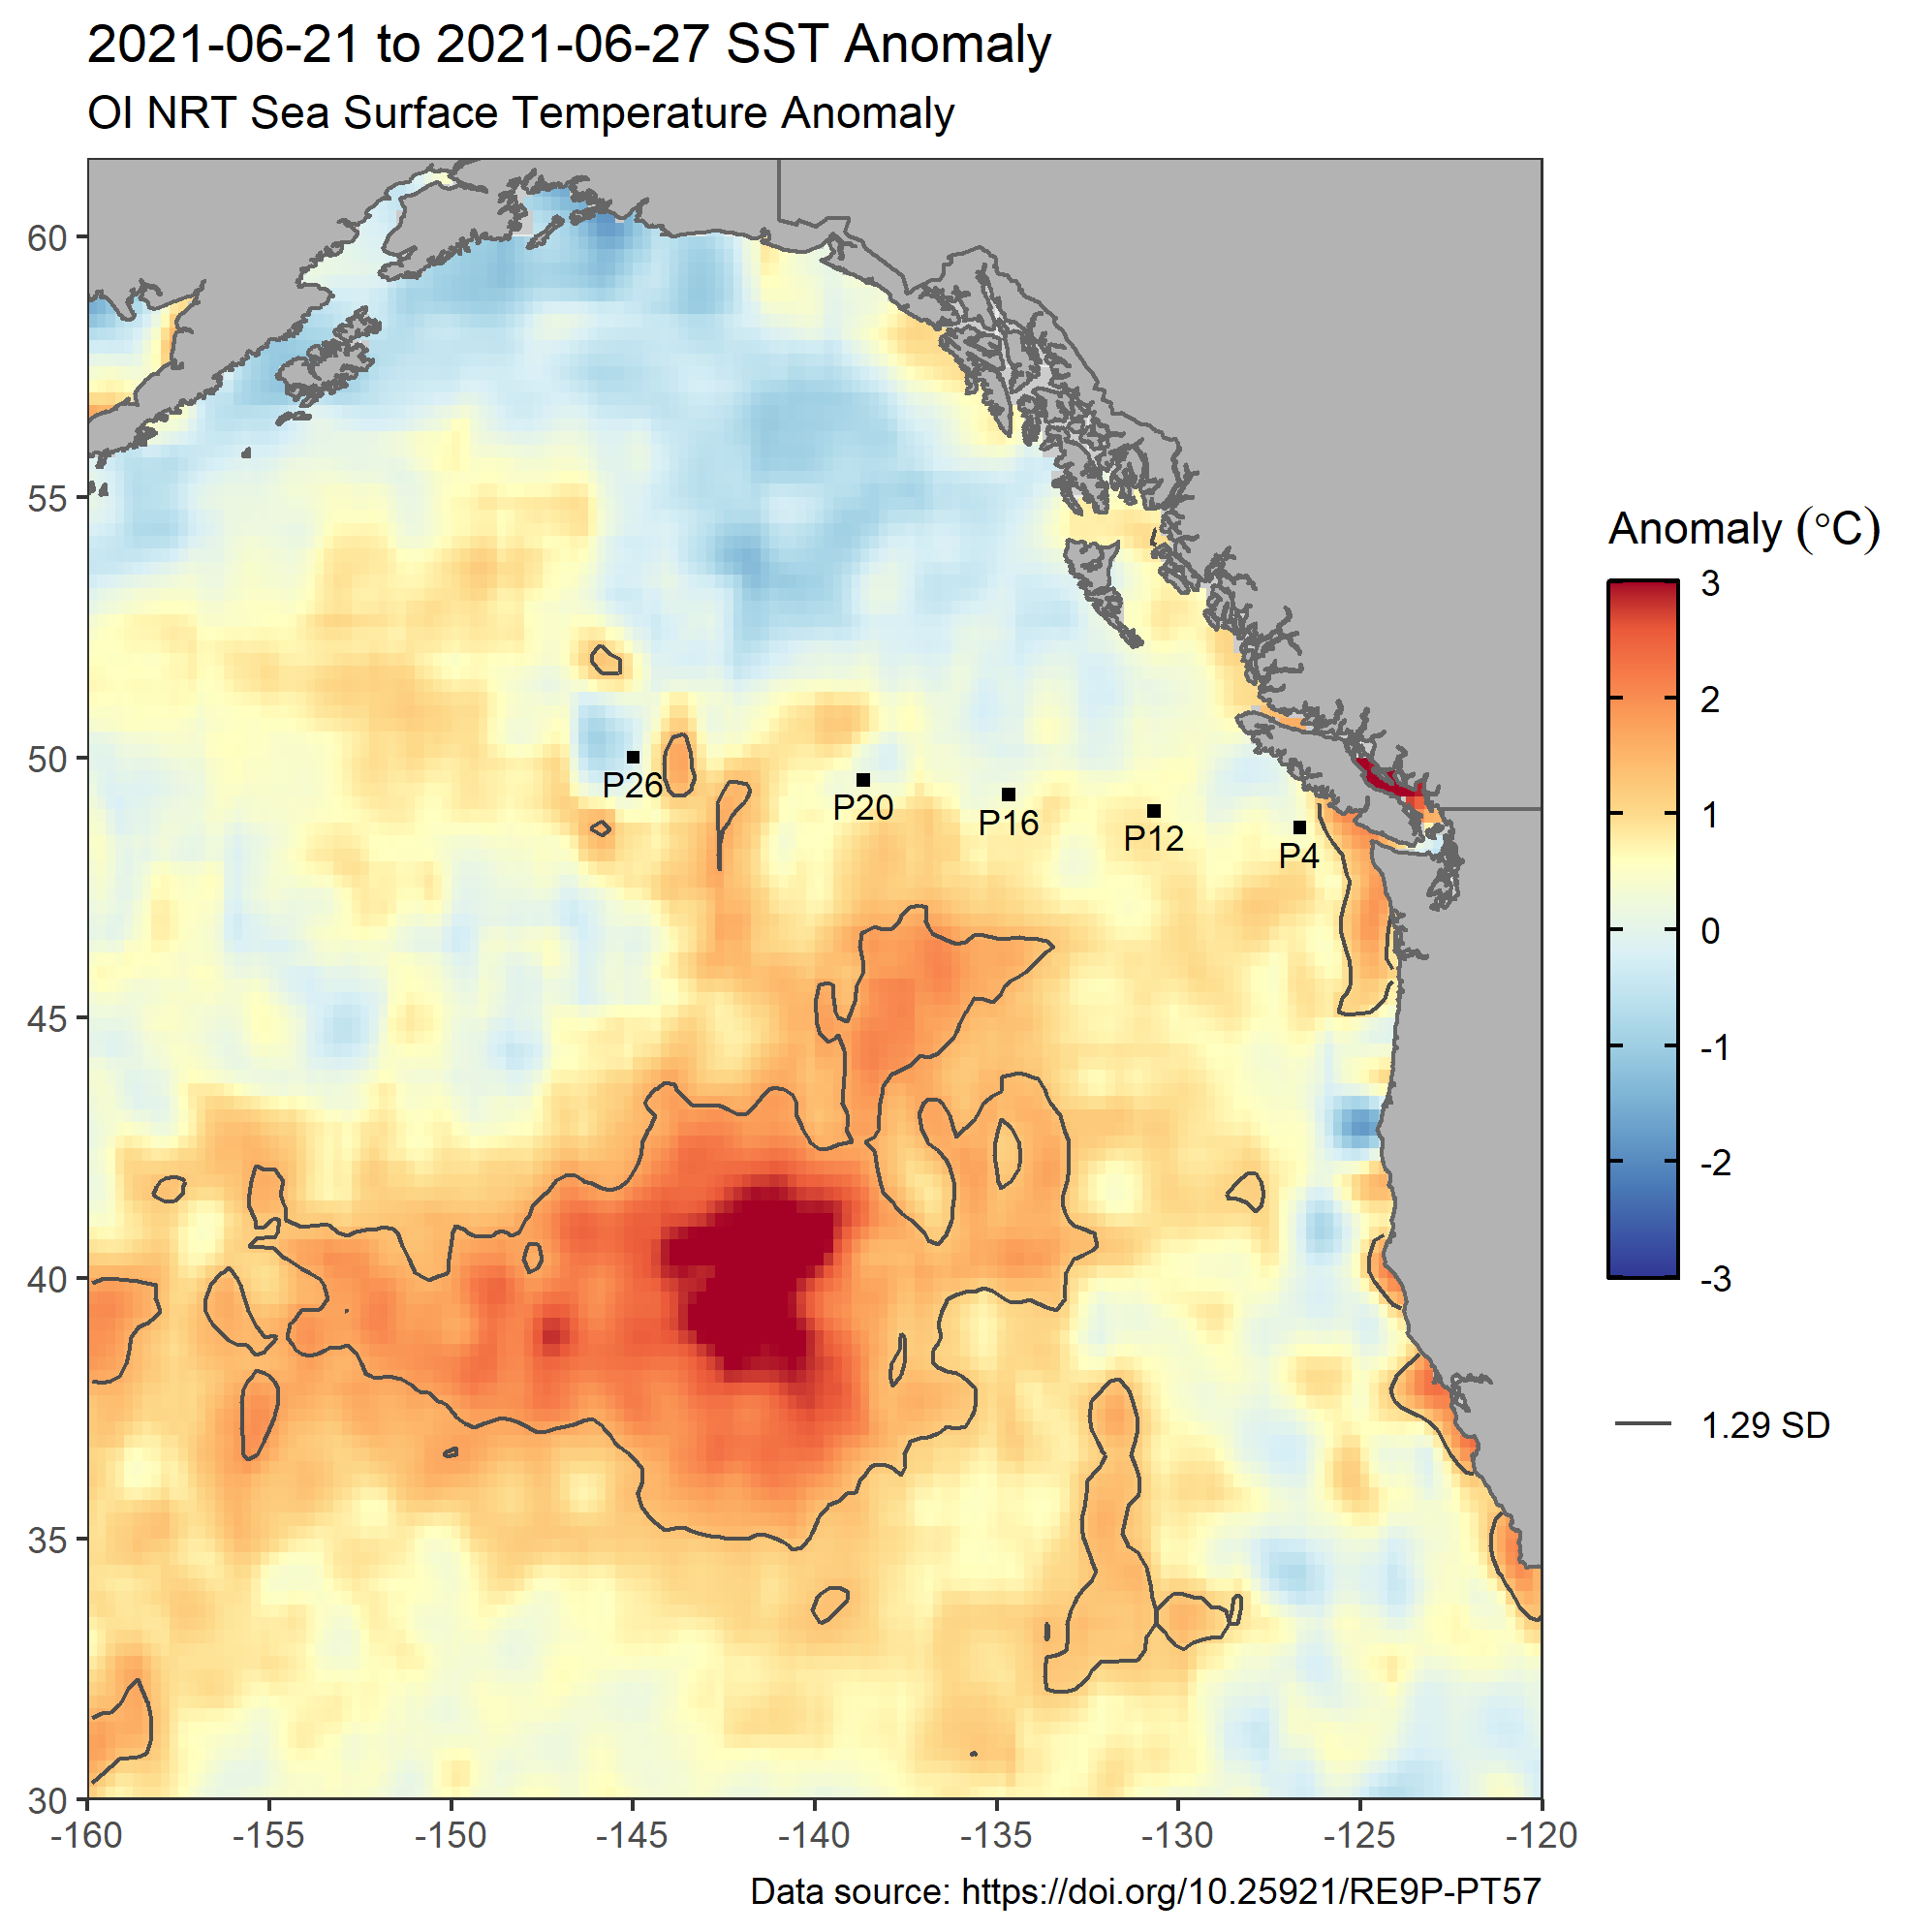 2021-06-21 to 2021-06-27 SST Anomaly
OI NRT Sea Surface Temperature Anomaly
60
55
50
45
40
35
30
-160
-155
-150
-145
-140
-135
-130
-125
-120
P26
P20
P16
P12
P4
Anomaly (°C)
3
2
1
0
-1
-2
-3
1.29 SD
Data source: https://doi.org/10.25921/RE9P-PT57